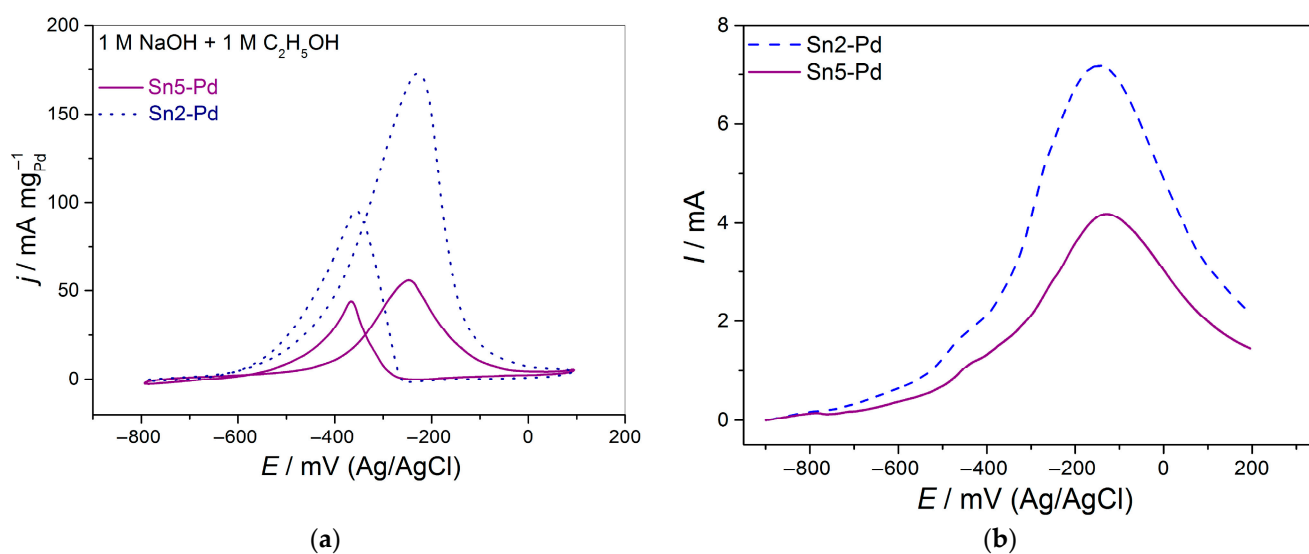 1 M NaOH + 1 M C₂H₅OH
Sn5-Pd
Sn2-Pd
200
150
100
50
0
j / mA mg⁻¹Pd
−800
−600
−400
−200
0
200
E / mV (Ag/AgCl)
(a)
Sn2-Pd
Sn5-Pd
8
6
4
2
0
I / mA
−800
−600
−400
−200
0
200
E / mV (Ag/AgCl)
(b)